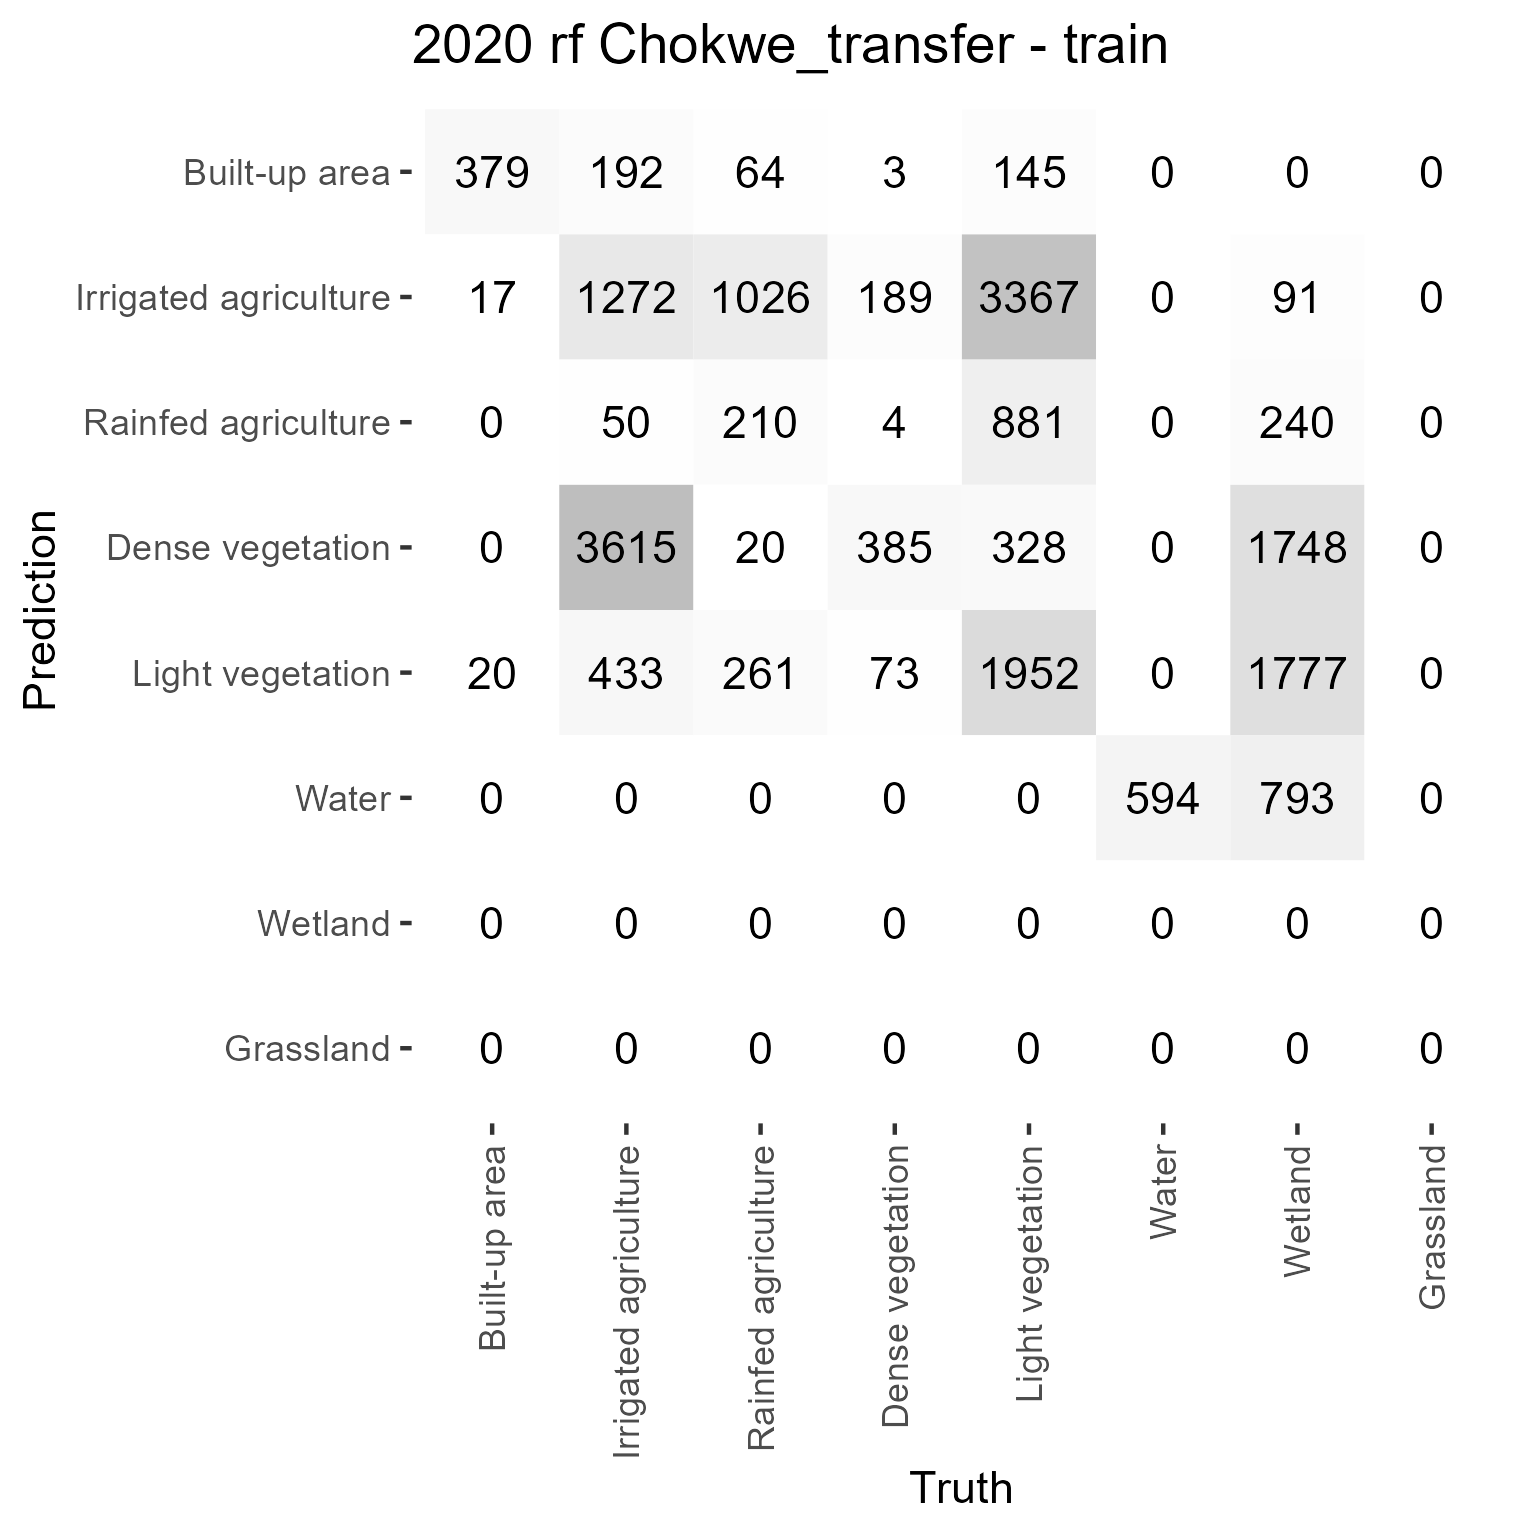 2020 rf Chokwe_transfer - train
Built-up area 379 192 64 3 145 0 0 0
Irrigated agriculture 17 1272 1026 189 3367 0 91 0
Rainfed agriculture 0 50 210 4 881 0 240 0
Dense vegetation 0 3615 20 385 328 0 1748 0
Light vegetation 20 433 261 73 1952 0 1777 0
Water 0 0 0 0 0 594 793 0
Wetland 0 0 0 0 0 0 0 0
Grassland 0 0 0 0 0 0 0 0
Prediction
Built-up area
Irrigated agriculture
Rainfed agriculture
Dense vegetation
Light vegetation
Water
Wetland
Grassland
Truth